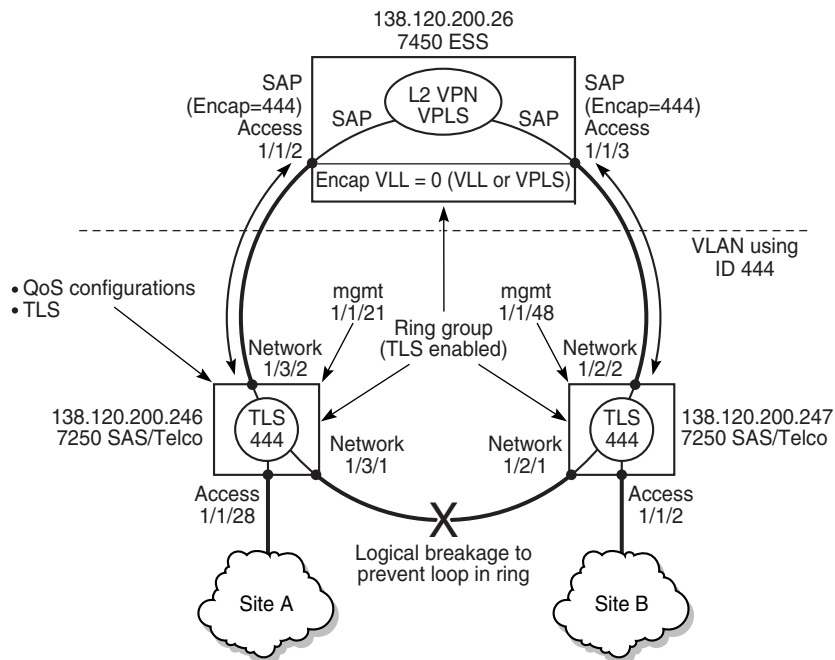 138.120.200.26
7450 ESS
SAP
(Encap=444)
Access
1/1/2
L2 VPN
VPLS
SAP
SAP
SAP
(Encap=444)
Access
1/1/3
Encap VLL = 0 (VLL or VPLS)
VLAN using
ID 444
• QoS configurations
• TLS
mgmt
1/1/21
Ring group
(TLS enabled)
mgmt
1/1/48
Network
1/3/2
Network
1/2/2
138.120.200.246
7250 SAS/Telco
TLS
444
Network
1/3/1
Network
1/2/1
TLS
444
138.120.200.247
7250 SAS/Telco
Access
1/1/28
X
Access
1/1/2
Logical breakage to
prevent loop in ring
Site A
Site B